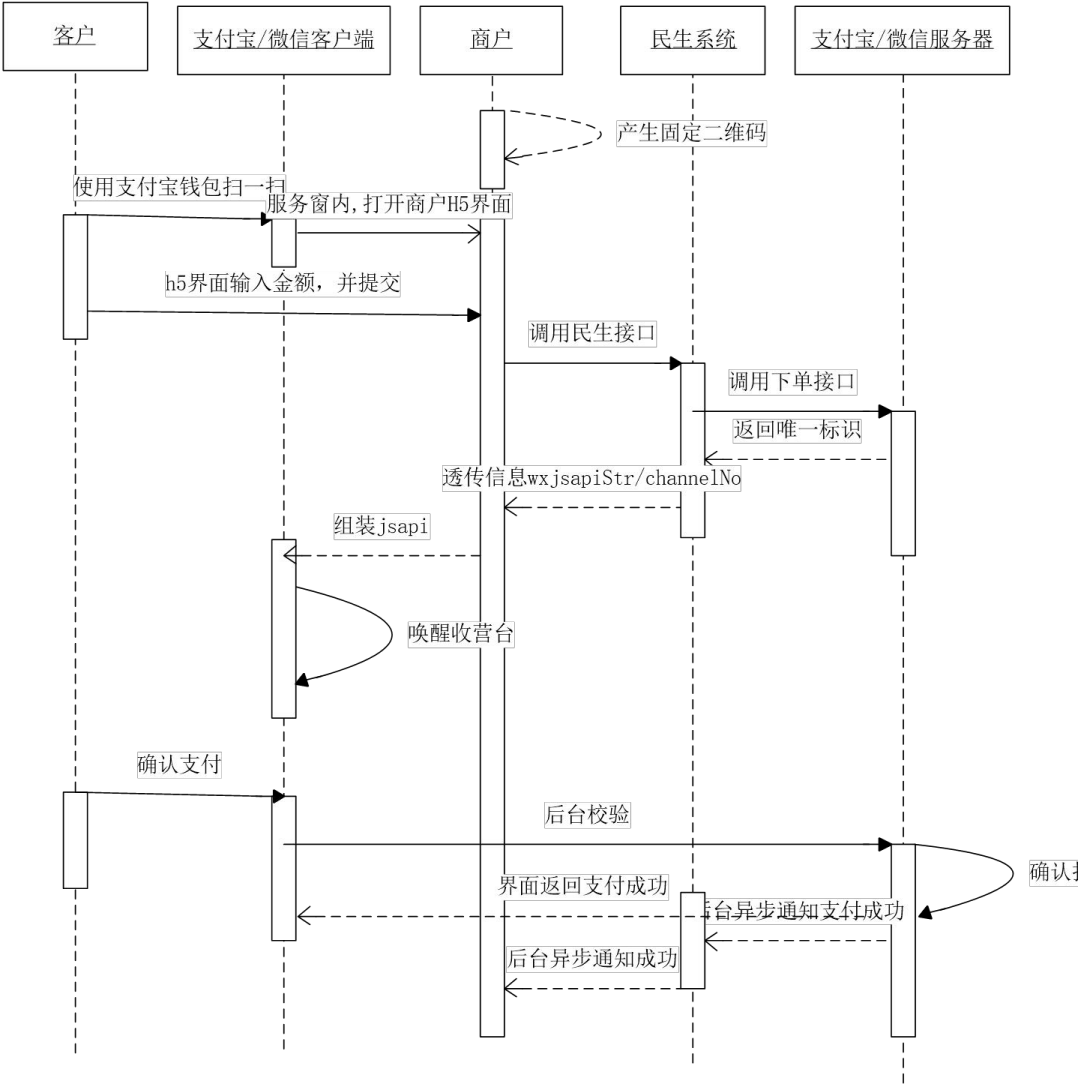 客户
支付宝/微信客户端
商户
民生系统
支付宝/微信服务器
产生固定二维码
使用支付宝钱包扫一扫
服务窗内,打开商户H5界面
h5界面输入金额，并提交
调用民生接口
调用下单接口
返回唯一标识
透传信息wxjsapiStr/channelNo
组装jsapi
唤醒收营台
确认支付
后台校验
确认
界面返回支付成功
后台异步通知支付成功
后台异步通知成功